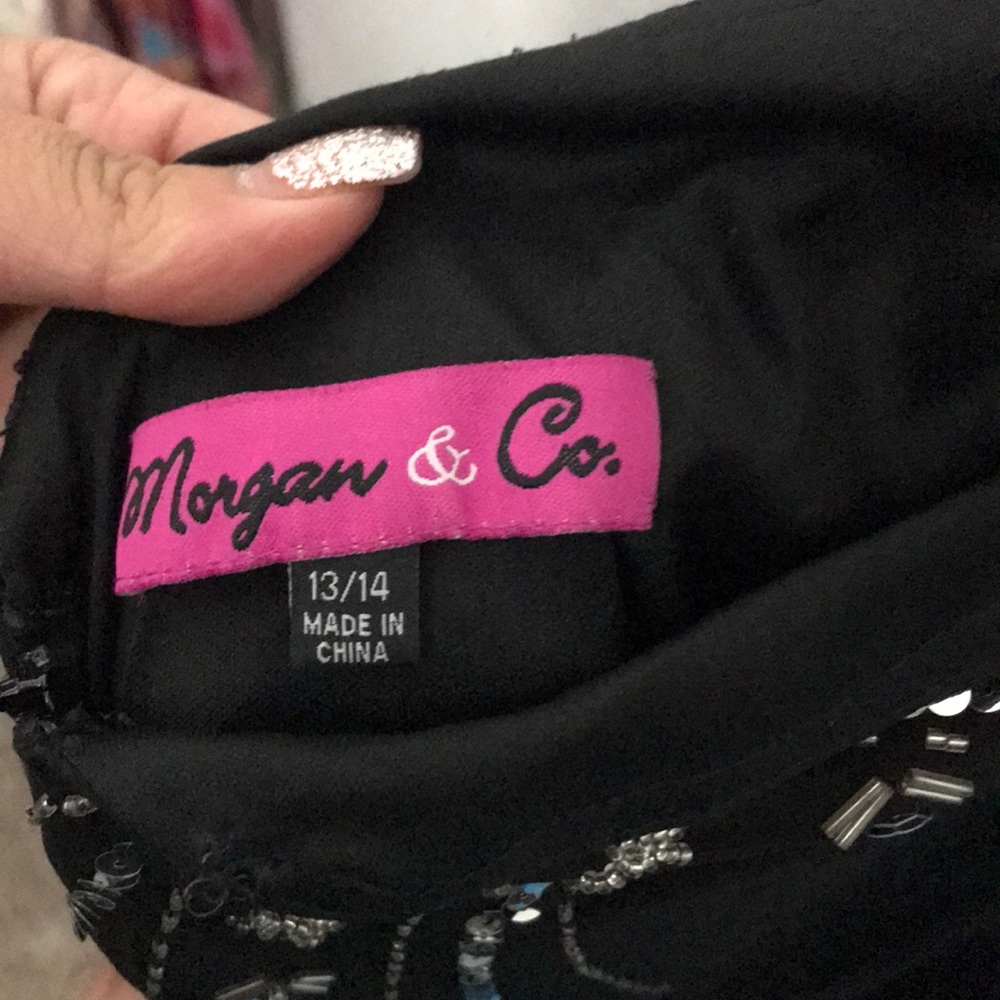 Morgan & Co.
13/14
MADE IN
CHINA